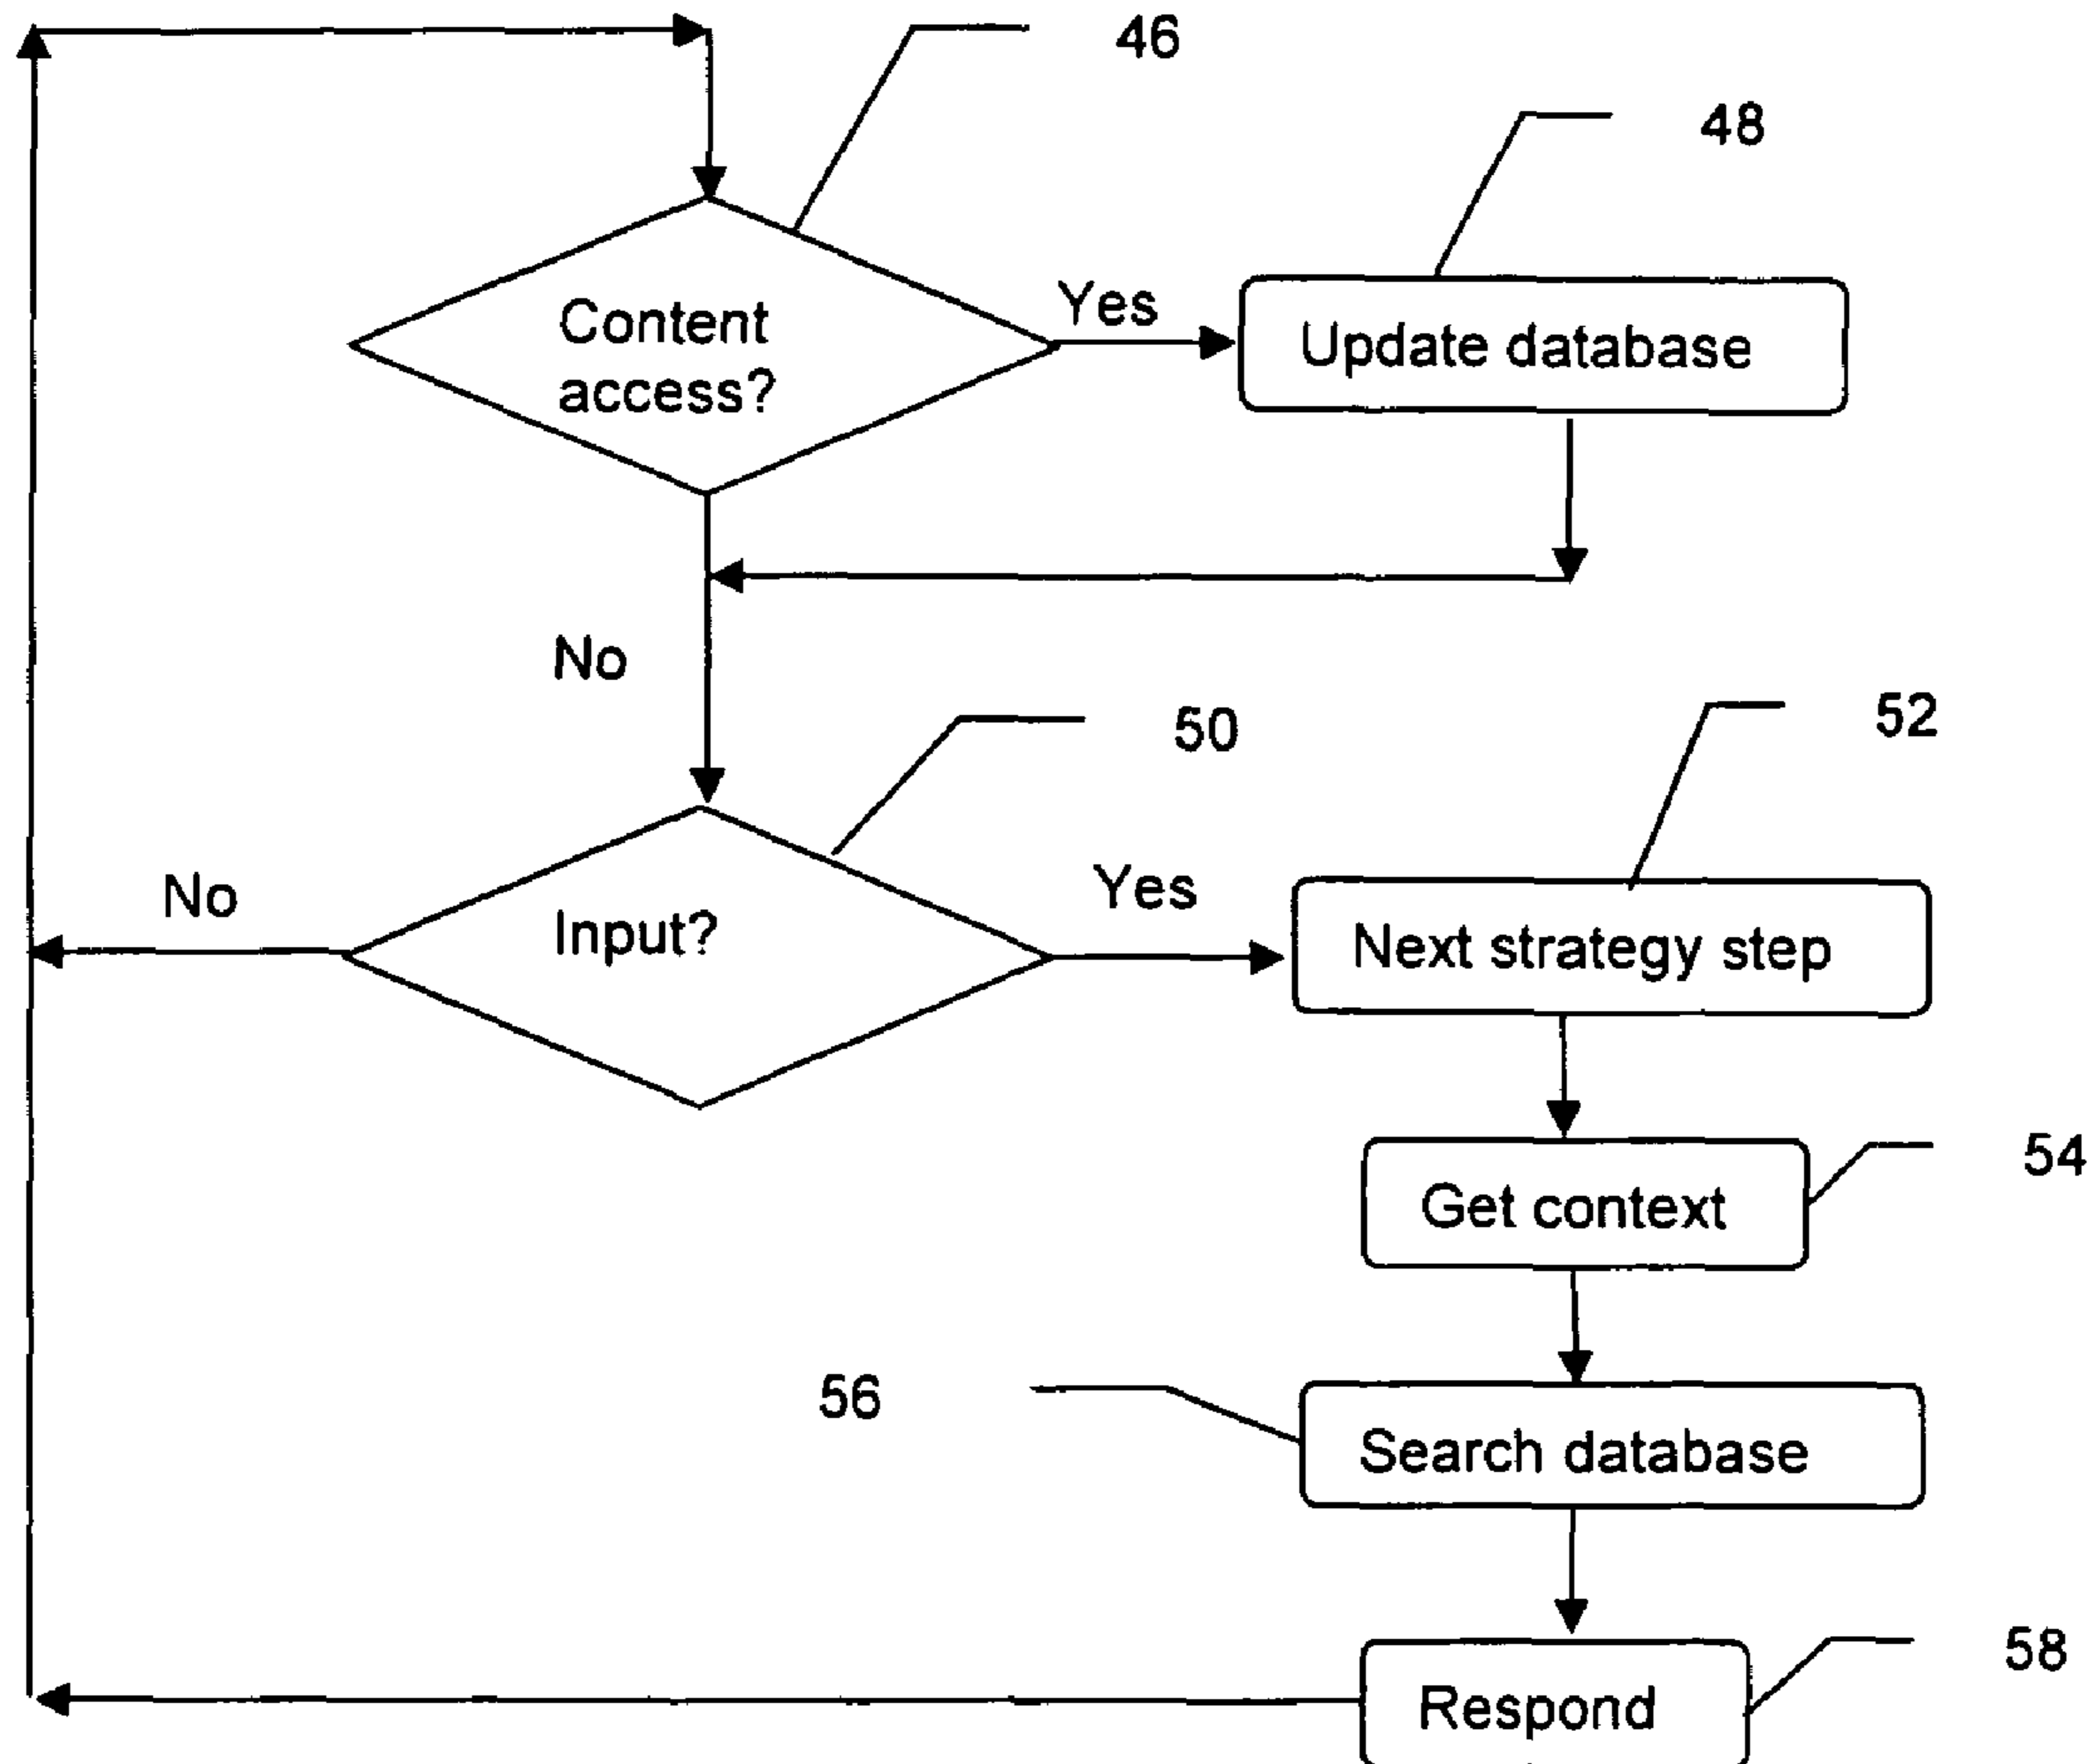 46
48
Content
access?
Yes
Update database
No
50
52
No
Input?
Yes
Next strategy step
54
Get context
56
Search database
58
Respond